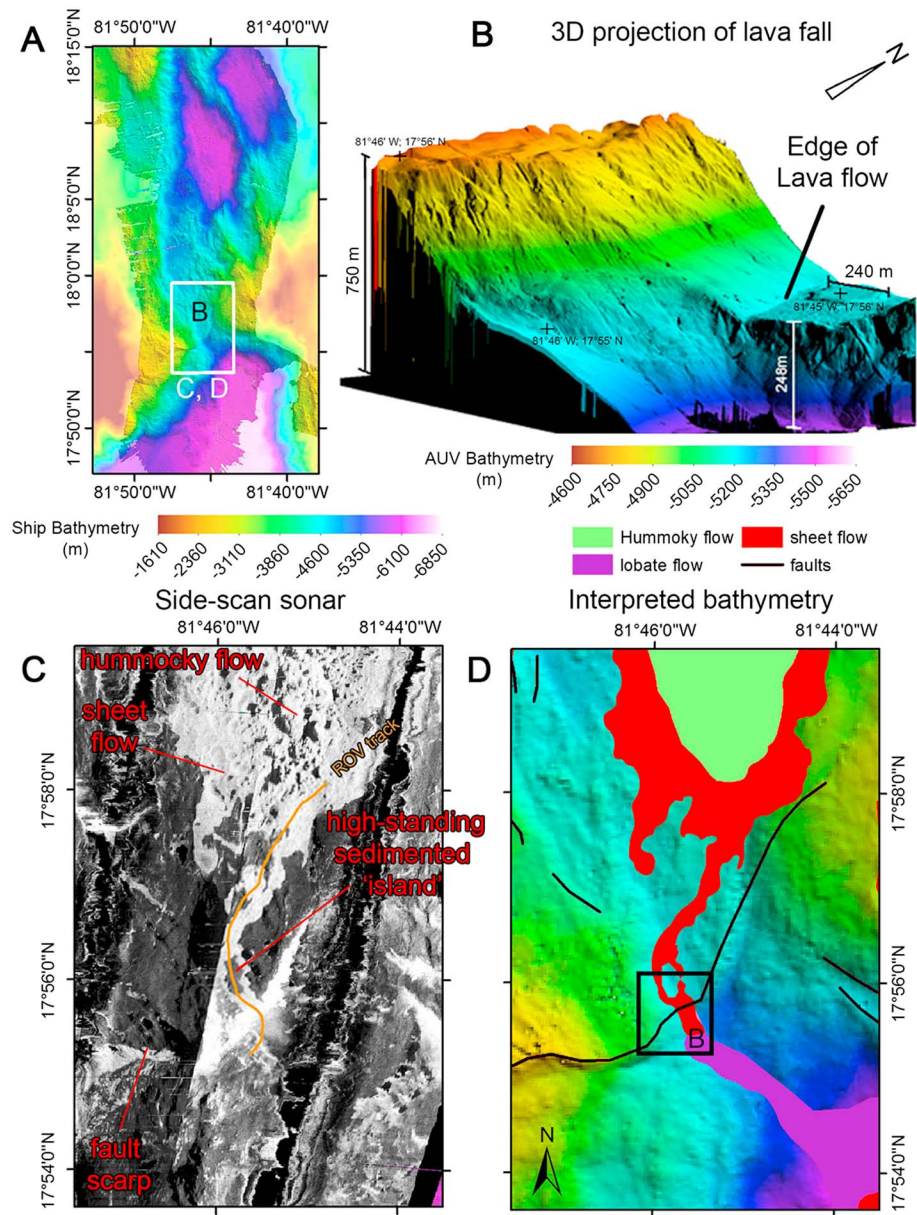 A
81°50'0"W 81°40'0"W
18°15'0"N
18°5'0"N
18°0'0"N
17°50'0"N
B
C, D
81°50'0"W 81°40'0"W
Ship Bathymetry
(m)
-1610
-2360
-3110
-3860
-4600
-5350
-6100
-6850
B
3D projection of lava fall
N
81°46' W; 17°56' N
Edge of
Lava flow
750 m
240 m
81°45' W; 17°56' N
81°46' W; 17°55' N
248m
AUV Bathymetry
(m)
-4600
-4750
-4900
-5050
-5200
-5350
-5500
-5650
Hummoky flow
sheet flow
lobate flow
faults
Side-scan sonar
81°46'0"W 81°44'0"W
C
hummocky flow
sheet
flow
ROV track
high-standing
sedimented
'island'
fault
scarp
17°58'0"N
17°56'0"N
17°54'0"N
Interpreted bathymetry
81°46'0"W 81°44'0"W
D
B
N
17°58'0"N
17°56'0"N
17°54'0"N